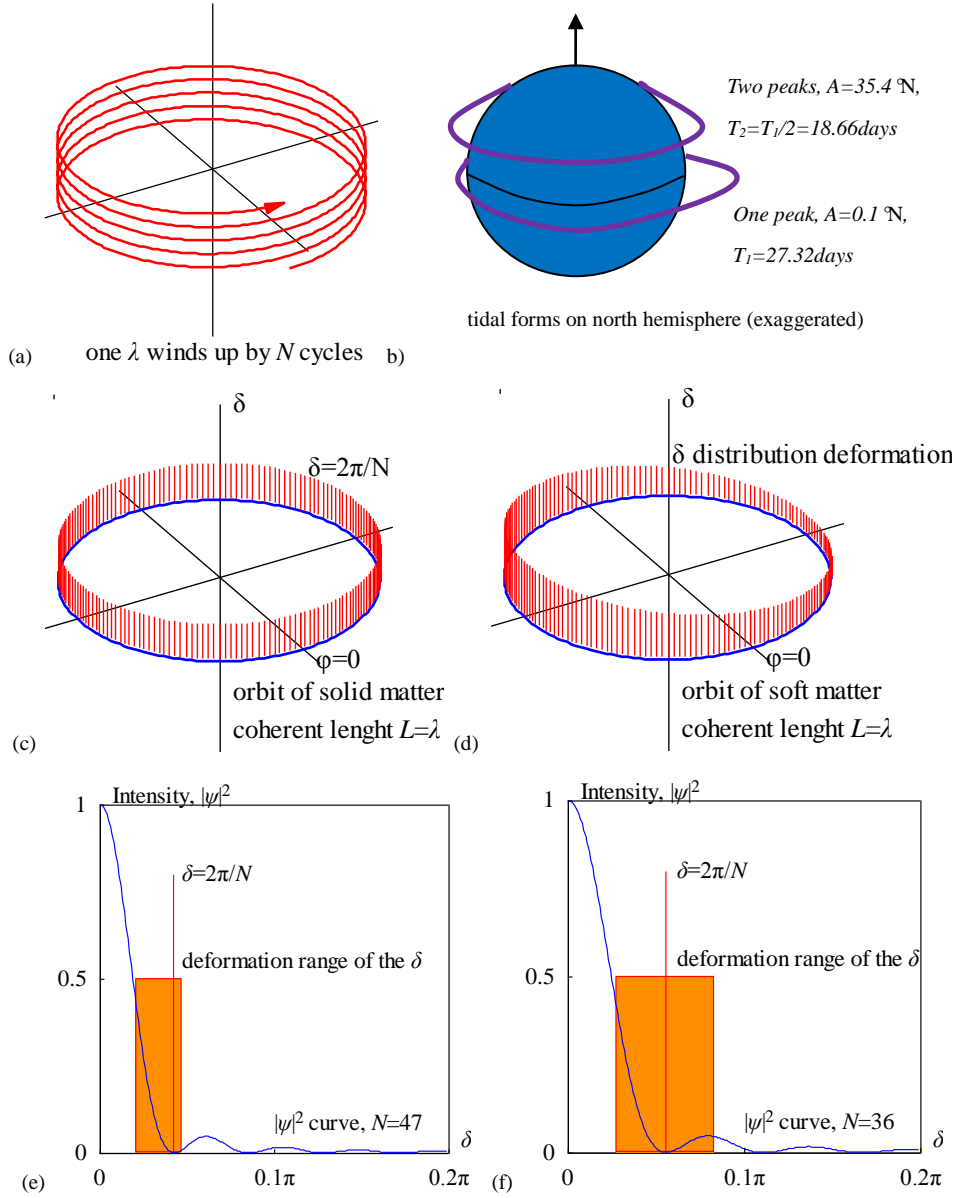 Two peaks, A=35.4 °N,
T2=T1/2=18.66days
One peak, A=0.1 °N,
T1=27.32days
tidal forms on north hemisphere (exaggerated)
(a) one λ winds up by N cycles b)
δ
δ=2π/N
φ=0
orbit of solid matter
coherent lenght L=λ
(c)
δ
δ distribution deformation
φ=0
orbit of soft matter
coherent lenght L=λ
(d)
Intensity, |ψ|²
1
δ=2π/N
deformation range of the δ
0.5
|ψ|² curve, N=47
δ
0
0 0.1π 0.2π
(e)
Intensity, |ψ|²
1
δ=2π/N
deformation range of the δ
0.5
|ψ|² curve, N=36
δ
0
0 0.1π 0.2π
(f)